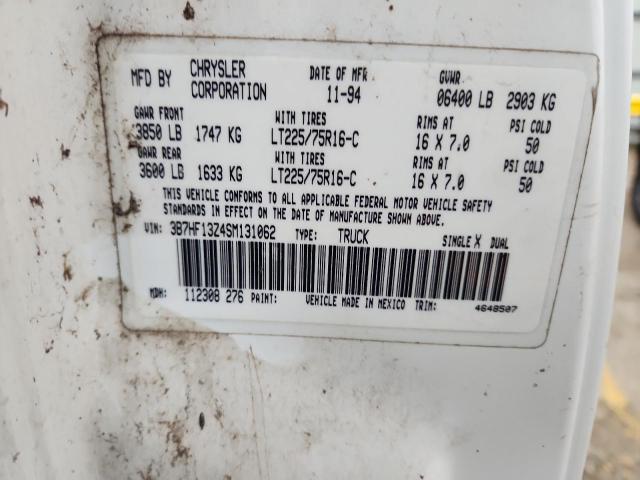 MFD BY CHRYSLER CORPORATION DATE OF MFR 11-94 GVWR 06400 LB 2903 KG
GAWR FRONT WITH TIRES RIMS AT PSI COLD
3850 LB 1747 KG LT225/75R16-C 16 X 7.0 50
GAWR REAR WITH TIRES RIMS AT PSI COLD
3600 LB 1633 KG LT225/75R16-C 16 X 7.0 50
THIS VEHICLE CONFORMS TO ALL APPLICABLE FEDERAL MOTOR VEHICLE SAFETY
STANDARDS IN EFFECT ON THE DATE OF MANUFACTURE SHOWN ABOVE.
VIN: 3B7HF13Z4SM131062 TYPE: TRUCK SINGLE X DUAL
MDH: 112308 276 PAINT: VEHICLE MADE IN MEXICO TRIM: 4648507